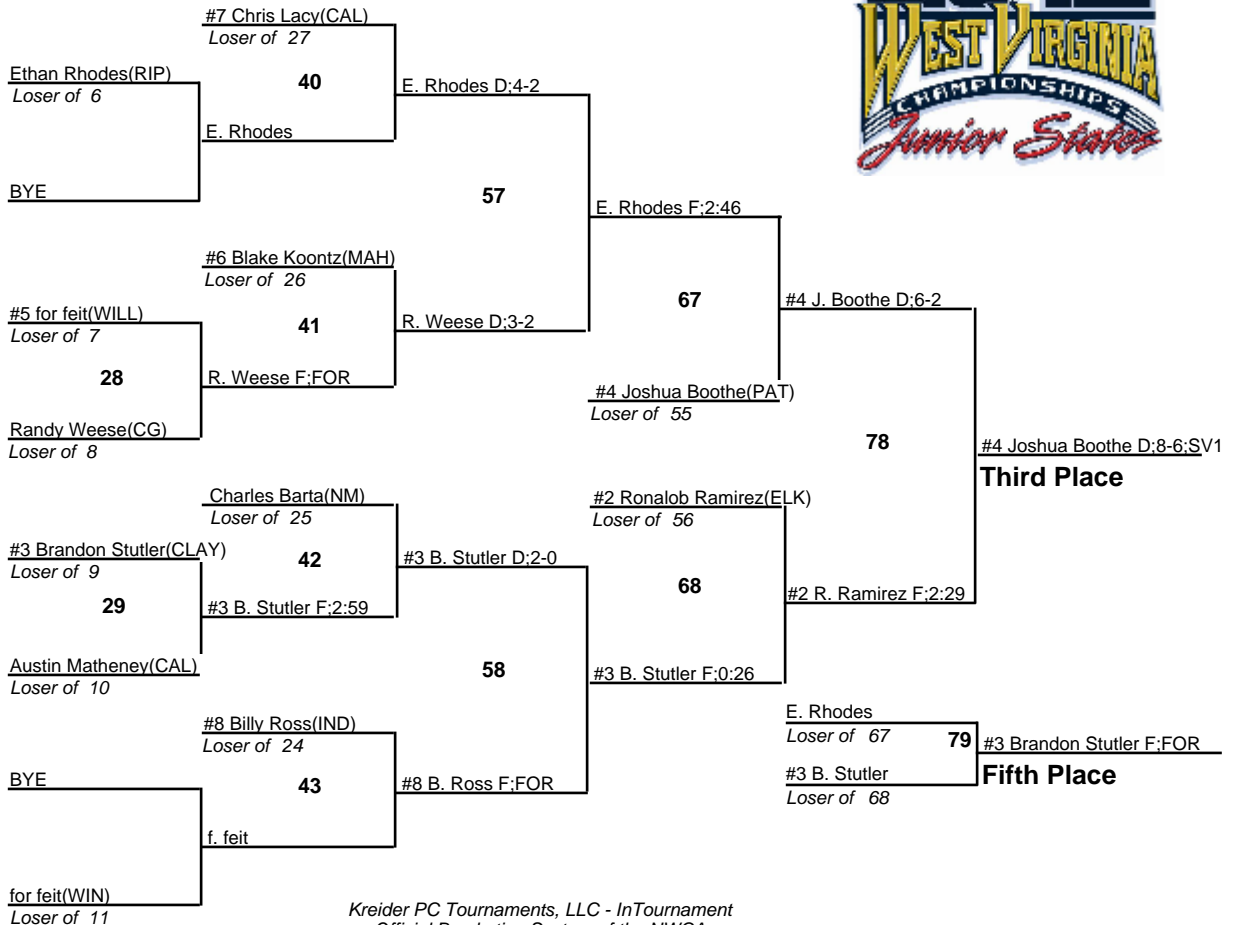 #7 Chris Lacy(CAL)
Loser of 27
Ethan Rhodes(RIP)
Loser of 6
40
E. Rhodes D;4-2
E. Rhodes
BYE
57
E. Rhodes F;2:46
#6 Blake Koontz(MAH)
Loser of 26
#5 for feit(WILL)
Loser of 7
41
R. Weese D;3-2
67
#4 J. Boothe D;6-2
28
R. Weese F;FOR
#4 Joshua Boothe(PAT)
Loser of 55
Randy Weese(CG)
Loser of 8
78
#4 Joshua Boothe D;8-6;SV1
Third Place
Charles Barta(NM)
Loser of 25
#2 Ronalob Ramirez(ELK)
Loser of 56
#3 Brandon Stutler(CLAY)
Loser of 9
42
#3 B. Stutler D;2-0
68
#2 R. Ramirez F;2:29
29
#3 B. Stutler F;2:59
Austin Matheney(CAL)
Loser of 10
58
#3 B. Stutler F;0:26
#8 Billy Ross(IND)
Loser of 24
E. Rhodes
Loser of 67
79
#3 Brandon Stutler F;FOR
Fifth Place
#3 B. Stutler
Loser of 68
BYE
43
#8 B. Ross F;FOR
f. feit
for feit(WIN)
Loser of 11
Kreider PC Tournaments, LLC - InTournament
WEST VIRGINIA
CHAMPIONSHIPS
Junior States